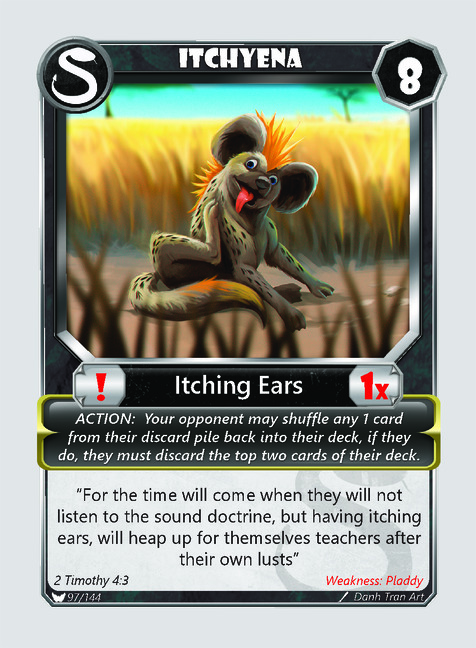 S
ITCHYENA
8
!
Itching Ears
1x
ACTION: Your opponent may shuffle any 1 card
from their discard pile back into their deck, if they
do, they must discard the top two cards of their deck.
“For the time will come when they will not
listen to the sound doctrine, but having itching
ears, will heap up for themselves teachers after
their own lusts”
2 Timothy 4:3
Weakness: Pladdy
97/144
Danh Tran Art